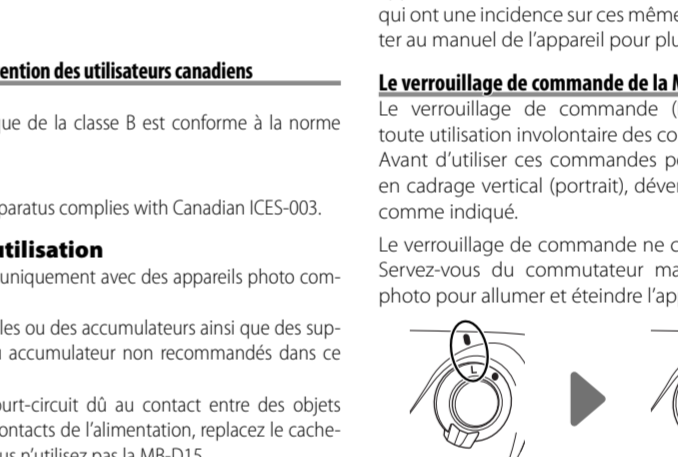 ention des utilisateurs canadiens
que de la classe B est conforme à la norme
paratus complies with Canadian ICES-003.
utilisation
uniquement avec des appareils photo com-
les ou des accumulateurs ainsi que des sup-
accumulateur non recommandés dans ce
ourt-circuit dû au contact entre des objets
ontacts de l'alimentation, replacez le cache-
us n'utilisez pas la MB-D15.
qui ont une incidence sur ces même
ter au manuel de l'appareil pour plu
Le verrouillage de commande de la M
Le verrouillage de commande (
toute utilisation involontaire des co
Avant d'utiliser ces commandes p
en cadrage vertical (portrait), déver
comme indiqué.
Le verrouillage de commande ne c
Servez-vous du commutateur ma
photo pour allumer et éteindre l'ap
L